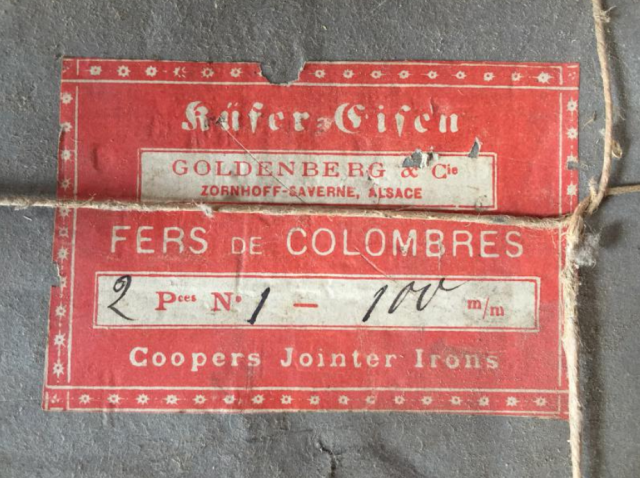 Küfer-Eisen
GOLDENBERG & Cie
ZORNHOFF-SAVERNE, ALSACE
FERS DE COLOMBRES
2 Pces No 1 — 100 m/m
Coopers Jointer Irons